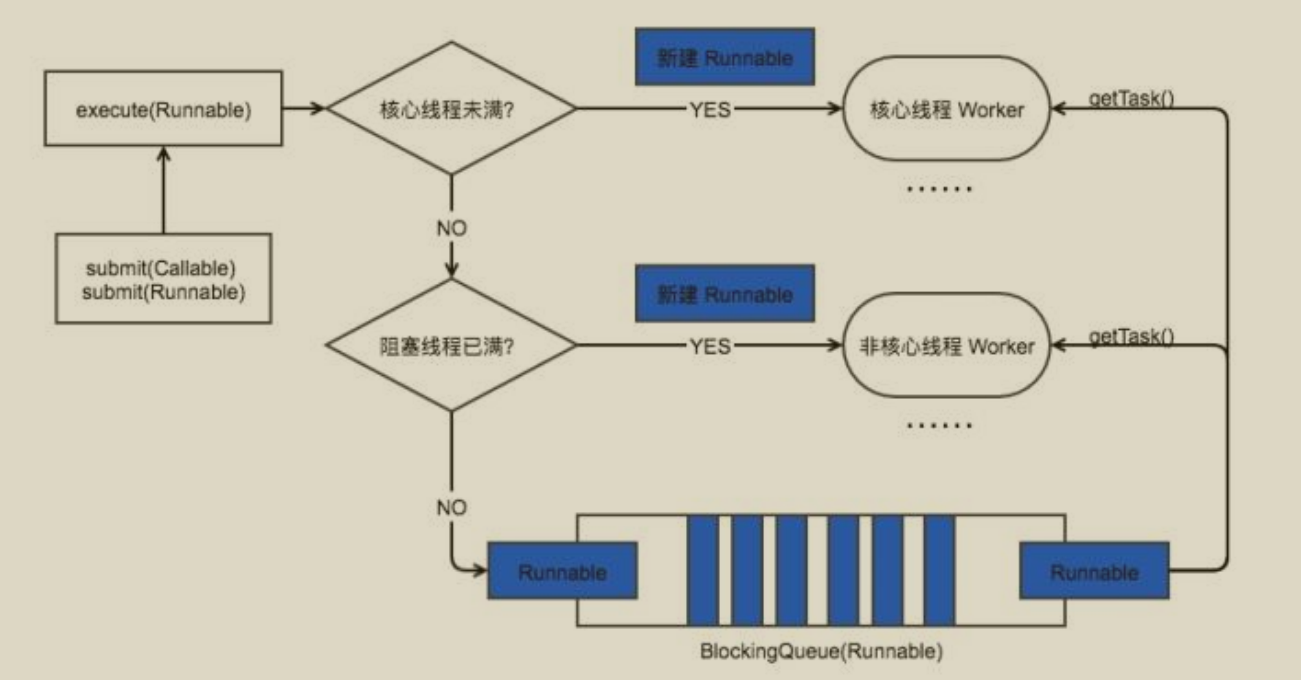 新建 Runnable
execute(Runnable)
核心线程未满?
YES
核心线程 Worker
getTask()
......
NO
submit(Callable)
submit(Runnable)
新建 Runnable
阻塞线程已满?
YES
非核心线程 Worker
getTask()
......
NO
Runnable
Runnable
BlockingQueue(Runnable)